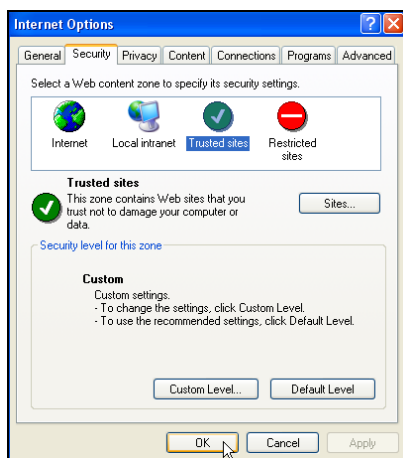 Internet Options
General Security Privacy Content Connections Programs Advanced
Select a Web content zone to specify its security settings.
Internet Local intranet Trusted sites Restricted
sites
Trusted sites
This zone contains Web sites that you
trust not to damage your computer or
data.
Sites...
Security level for this zone
Custom
Custom settings.
- To change the settings, click Custom Level.
- To use the recommended settings, click Default Level.
Custom Level... Default Level
OK Cancel Apply